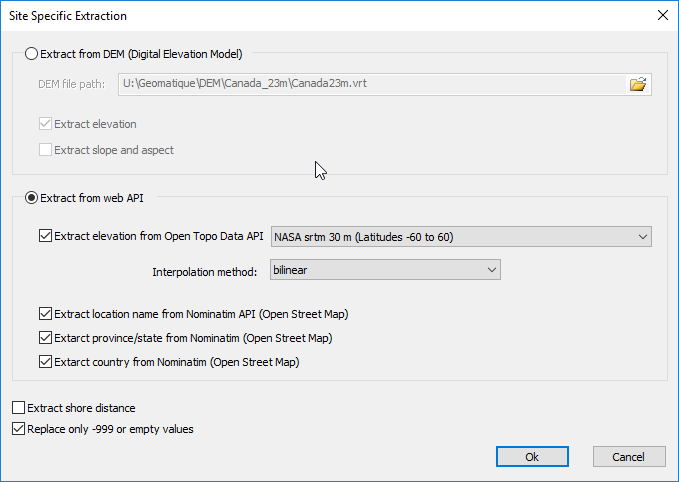 Site Specific Extraction
Extract from DEM (Digital Elevation Model)
DEM file path: U:\Geomatique\DEM\Canada_23m\Canada23m.vrt
Extract elevation
Extract slope and aspect
Extract from web API
Extract elevation from Open Topo Data API NASA srtm 30 m (Latitudes -60 to 60)
Interpolation method: bilinear
Extract location name from Nominatim API (Open Street Map)
Extarct province/state from Nominatim (Open Street Map)
Extarct country from Nominatim (Open Street Map)
Extract shore distance
Replace only -999 or empty values
Ok Cancel